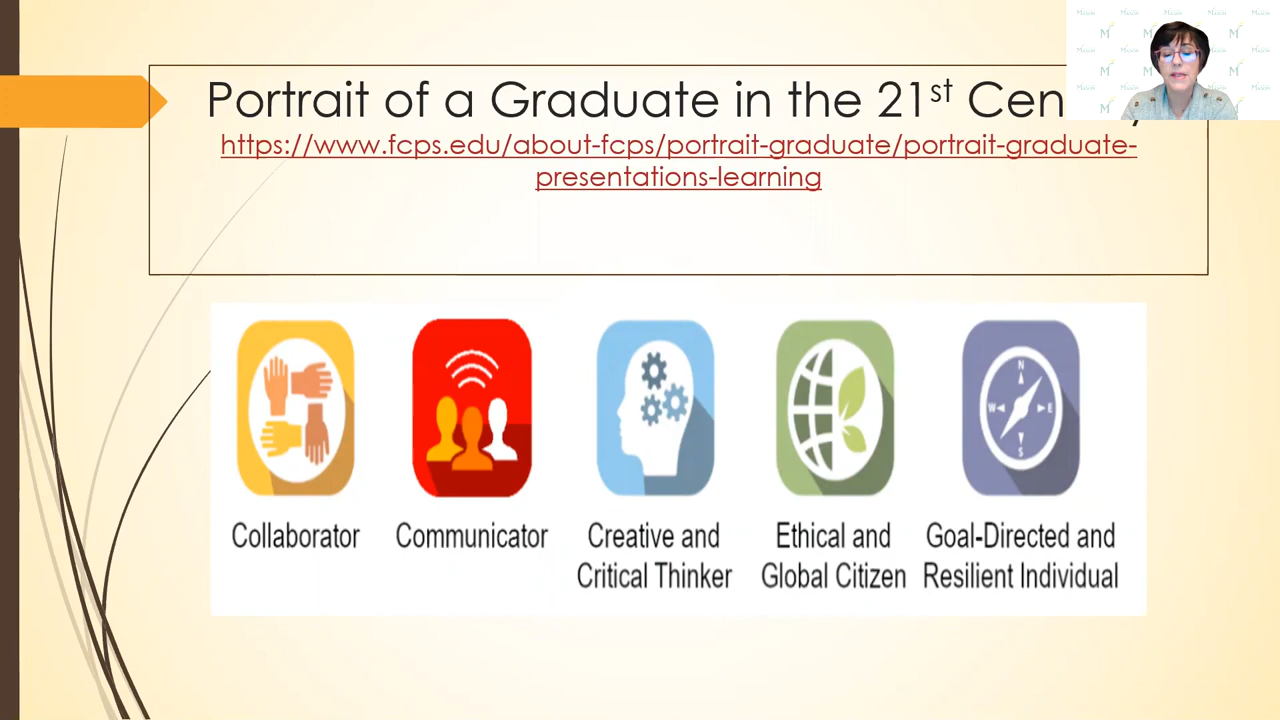 Portrait of a Graduate in the 21st
https://www.fcps.edu/about-fcps/portrait-graduate/portrait-graduate-
presentations-learning
N
W E
S
Collaborator
Communicator
Creative and
Critical Thinker
Ethical and
Global Citizen
Goal-Directed and
Resilient Individual